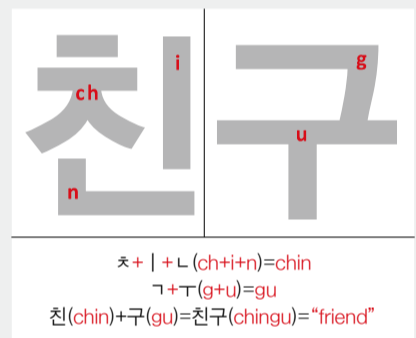 친구
ch i g
u
n
ㅊ+ㅣ+ㄴ(ch+i+n)=chin
ㄱ+ㅜ(g+u)=gu
친(chin)+구(gu)=친구(chingu)=“friend”